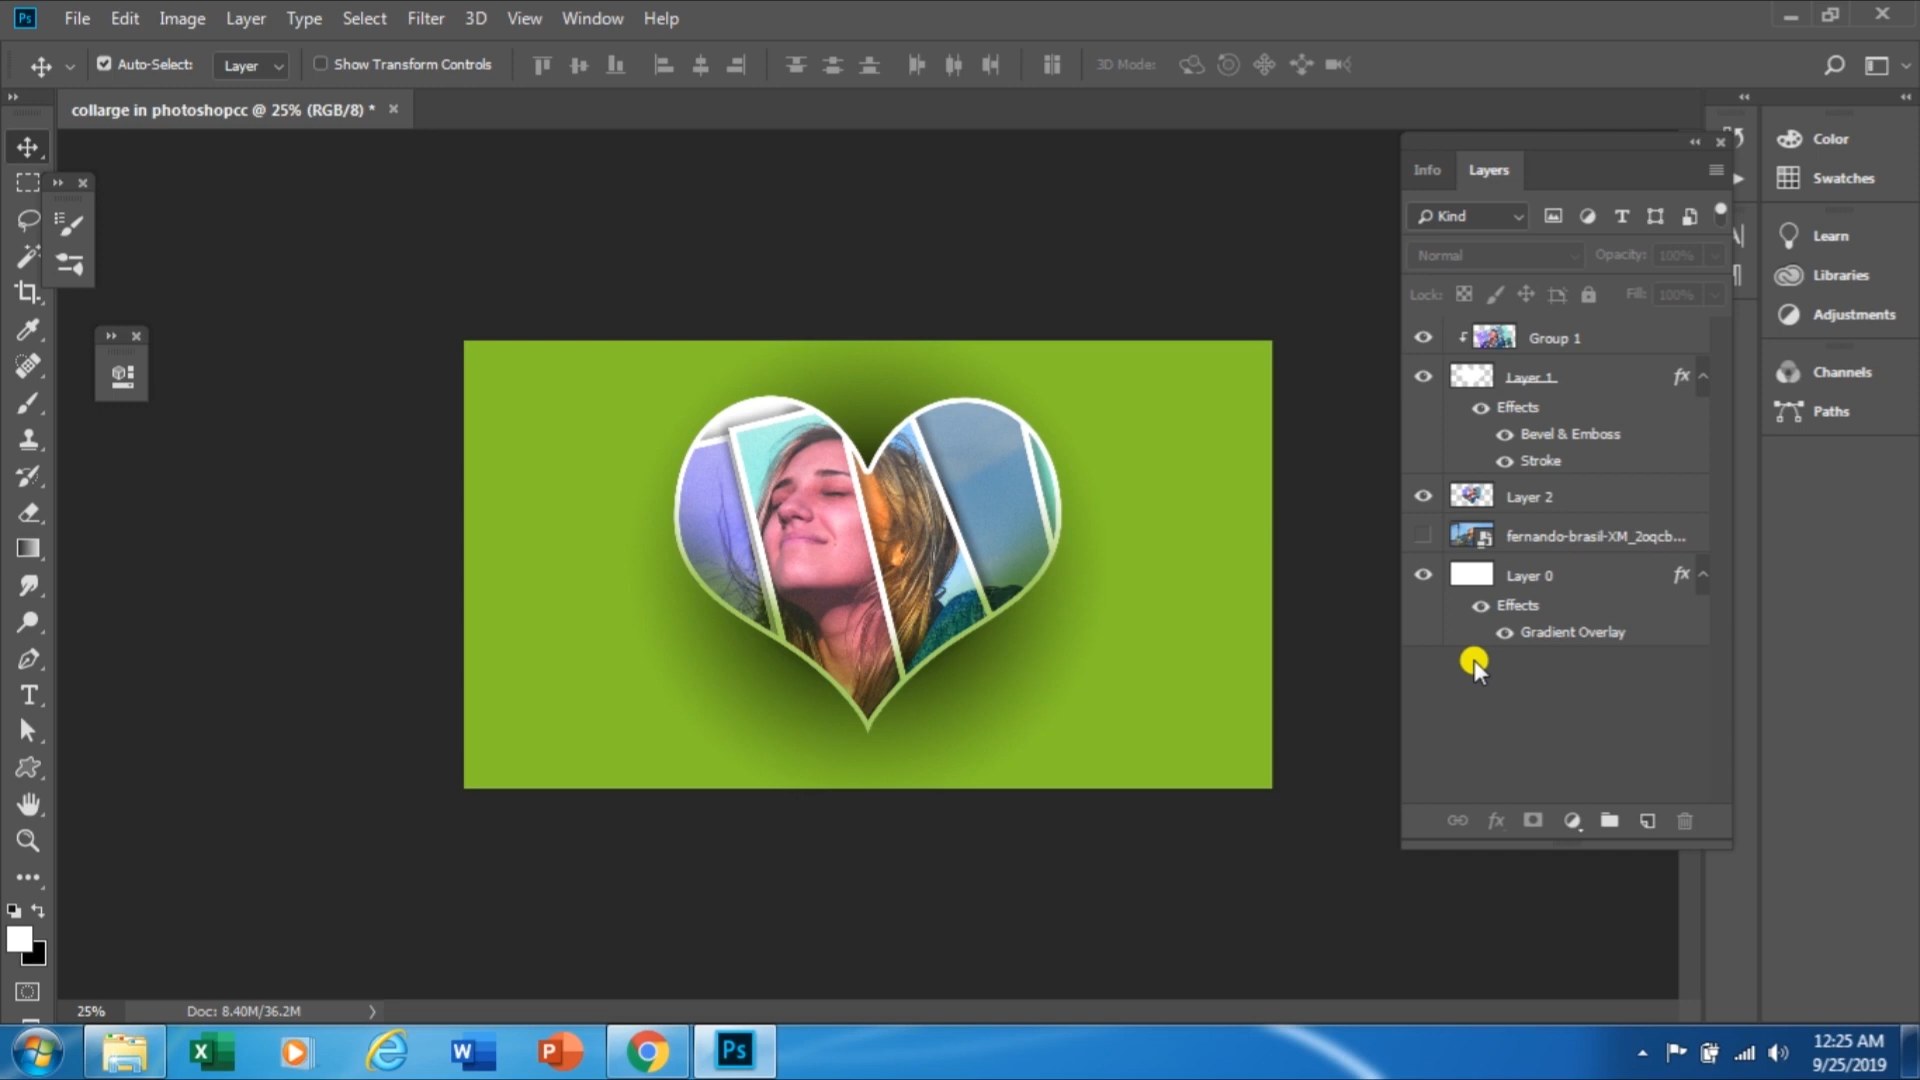 Ps File Edit Image Layer Type Select Filter 3D View Window Help
Auto-Select: Layer Show Transform Controls 3D Mode:
collarge in photoshopcc @ 25% (RGB/8) *
Info Layers
Kind
Normal Opacity: 100%
Lock: Fill: 100%
Group 1
Layer 1 fx
Effects
Bevel & Emboss
Stroke
Layer 2
fernando-brasil-XM_2oqcb...
Layer 0 fx
Effects
Gradient Overlay
fx
Color
Swatches
Learn
Libraries
Adjustments
Channels
Paths
25% Doc: 8.40M/36.2M
Ps
12:25 AM
9/25/2019